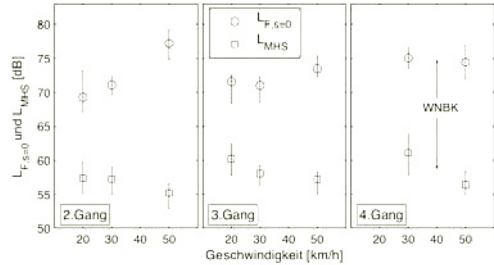 L_F,s=0 und L_MHS [dB]
80
75
70
65
60
55
50
L_F,s=0
L_MHS
WNBK
2.Gang
3.Gang
4.Gang
20 30 40 50
20 30 40 50
20 30 40 50
Geschwindigkeit [km/h]